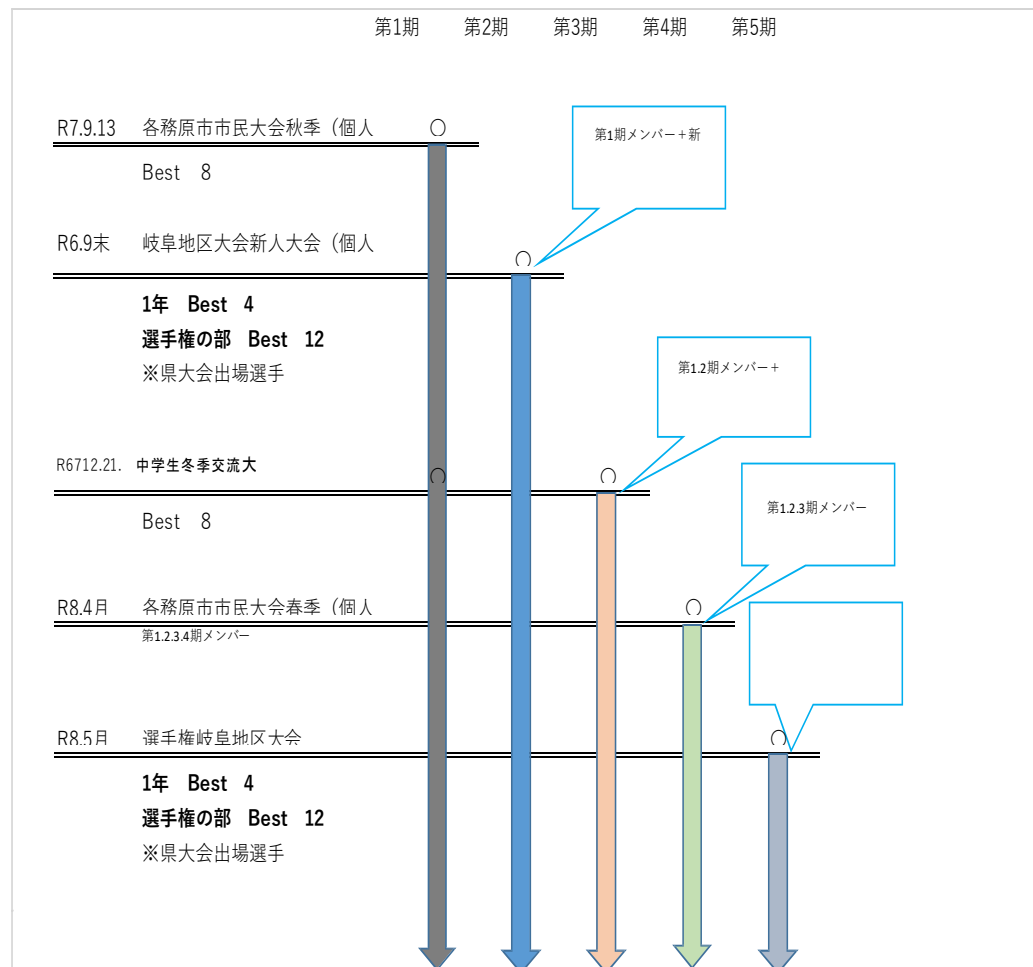 第1期 第2期 第3期 第4期 第5期
R7.9.13 各務原市市民大会秋季（個人 〇
第1期メンバー＋新
Best 8
R6.9末 岐阜地区大会新人大会（個人
〇
1年 Best 4
選手権の部 Best 12
※県大会出場選手
第1.2期メンバー＋
R6712.21. 中学生冬季交流大
〇 〇
第1.2.3期メンバー
Best 8
R8.4月 各務原市市民大会春季（個人 〇
第1.2.3.4期メンバー
R8.5月 選手権岐阜地区大会 〇
1年 Best 4
選手権の部 Best 12
※県大会出場選手